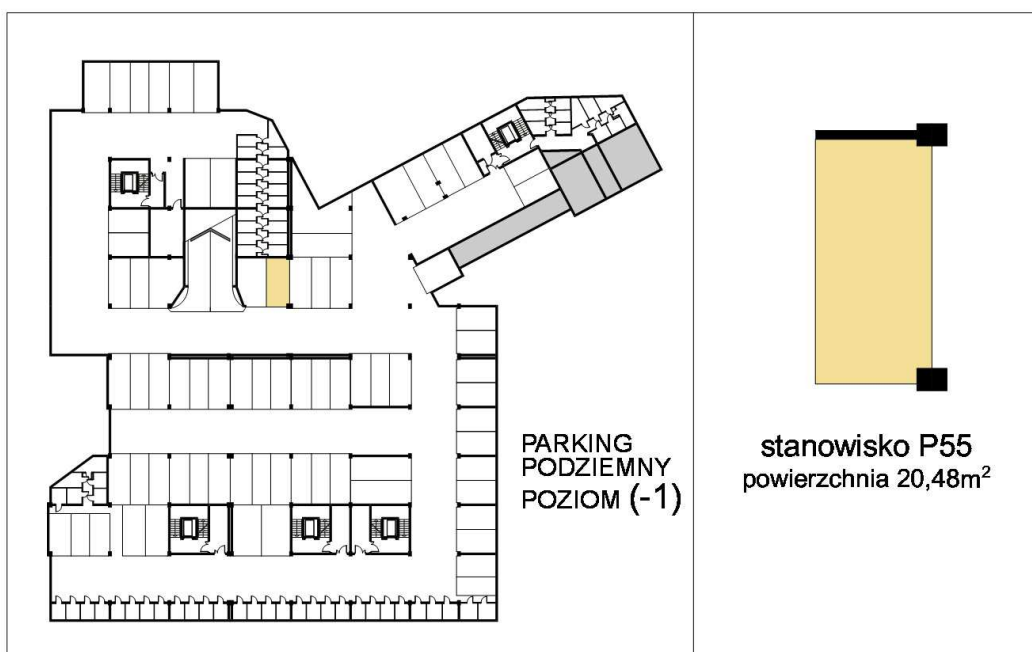 PARKING
PODZIEMNY
POZIOM (-1)
stanowisko P55
powierzchnia 20,48m²